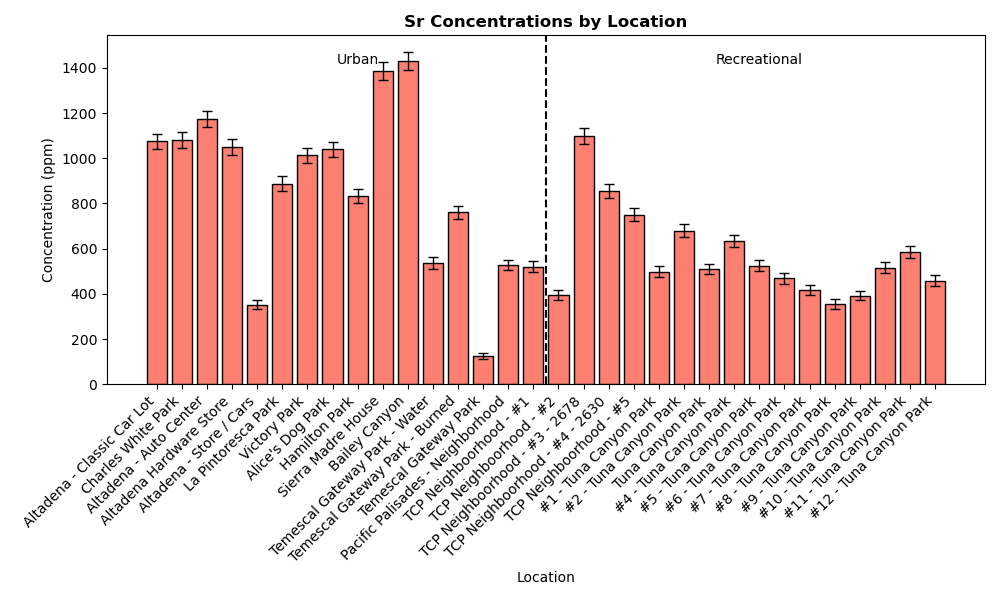 Sr Concentrations by Location
Urban
Recreational
Concentration (ppm)
1400
1200
1000
800
600
400
200
0
Altadena - Classic Car Lot
Charles White Park
Altadena - Auto Center
Altadena Hardware Store
Altadena - Store / Cars
La Pintoresca Park
Victory Park
Alice's Dog Park
Hamilton Park
Sierra Madre House
Bailey Canyon
Temescal Gateway Park - Water
Temescal Gateway Park - Burned
Temescal Gateway Park
Pacific Palisades - Neighborhood
TCP Neighboorhood - #1
TCP Neighboorhood - #2
TCP Neighboorhood - #3 - 2678
TCP Neighboorhood - #4 - 2630
TCP Neighboorhood - #5
#1 - Tuna Canyon Park
#2 - Tuna Canyon Park
Tuna Canyon Park
#4 - Tuna Canyon Park
#5 - Tuna Canyon Park
#6 - Tuna Canyon Park
#7 - Tuna Canyon Park
#8 - Tuna Canyon Park
#9 - Tuna Canyon Park
#10 - Tuna Canyon Park
#11 - Tuna Canyon Park
#12 - Tuna Canyon Park
Location